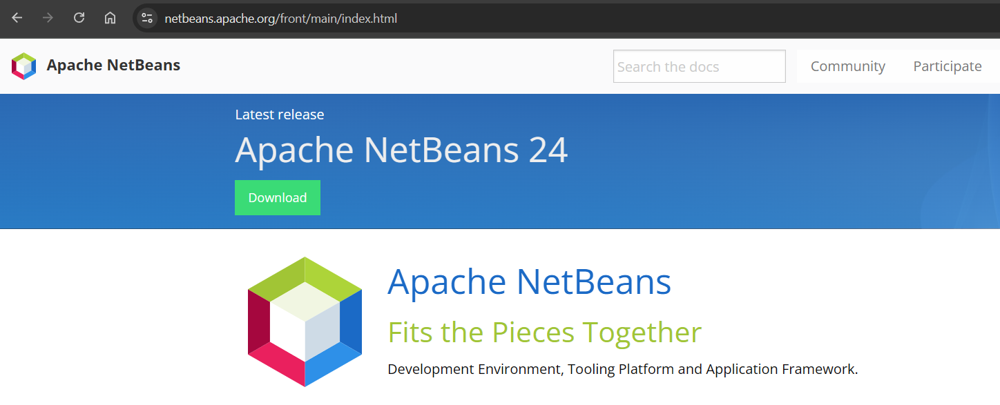 netbeans.apache.org/front/main/index.html
Apache NetBeans
Search the docs
Community
Participate
Latest release
Apache NetBeans 24
Download
Apache NetBeans
Fits the Pieces Together
Development Environment, Tooling Platform and Application Framework.